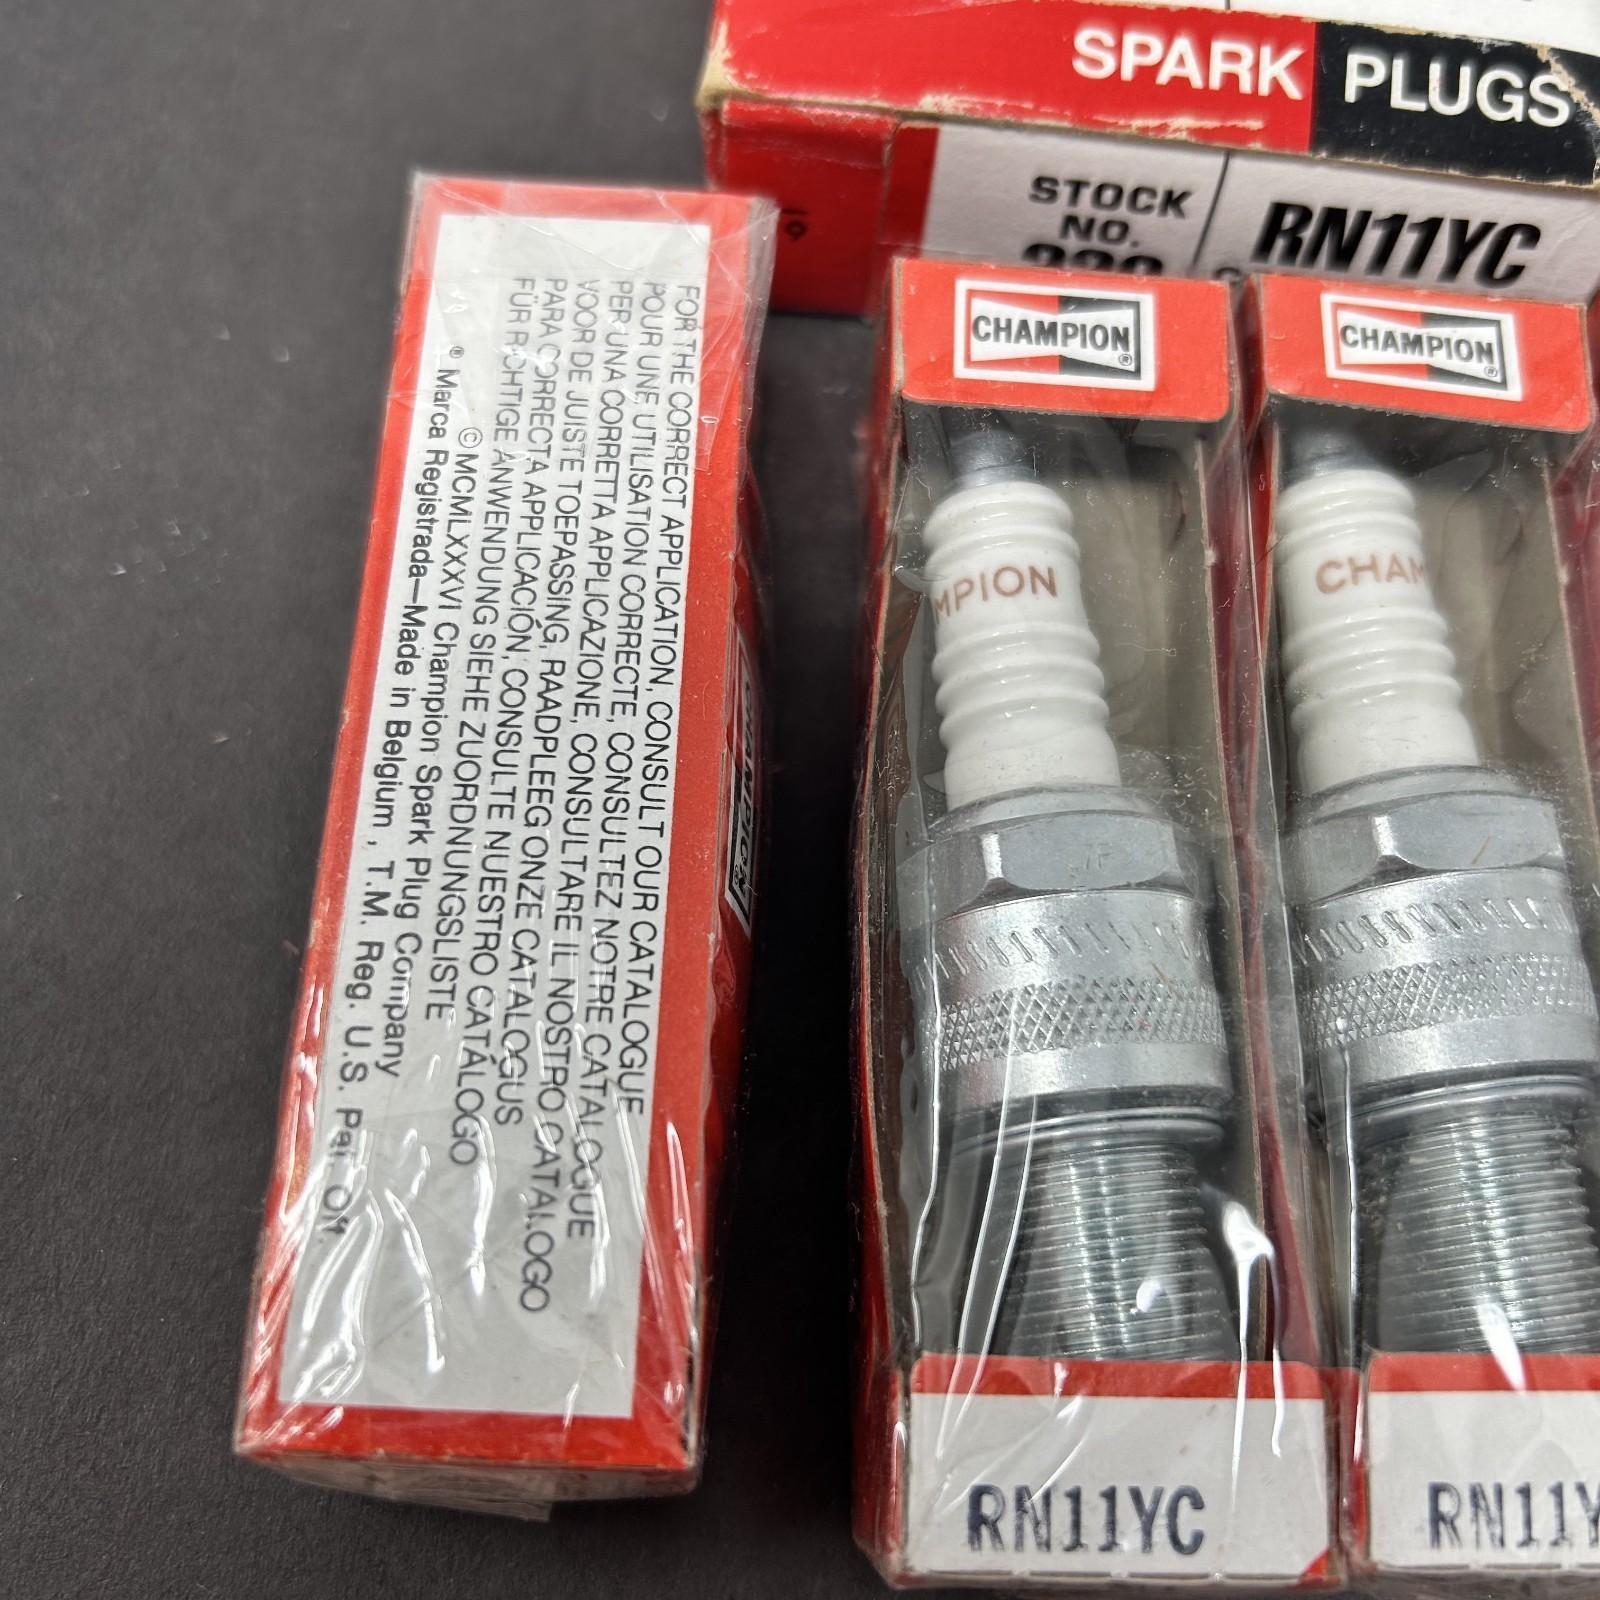 SPARK PLUGS
STOCK
NO.
RN11YC
CHAMPION®
CHAMPION®
MPION
CHAM
RN11YC
RN11Y
FOR THE CORRECT APPLICATION, CONSULT OUR CATALOGUE
POUR UNE UTILISATION CORRECTE, CONSULTEZ NOTRE CATALOGUE
PER UNA CORRETTA APPLICAZIONE, CONSULTARE IL NOSTRO CATALOGO
VOOR DE JUISTE TOEPASSING, RAADPLEEG ONZE CATALOGUS
PARA CORRECTA APPLICACIÓN, CONSULTE NUESTRO CATÁLOGO
FÜR RICHTIGE ANWENDUNG SIEHE ZUORDNUNGSLISTE
©MCMLXXXVI Champion Spark Plug Company
® Marca Registrada—Made in Belgium, T.M. Reg. U.S. Pat. Off.
CHAMPION